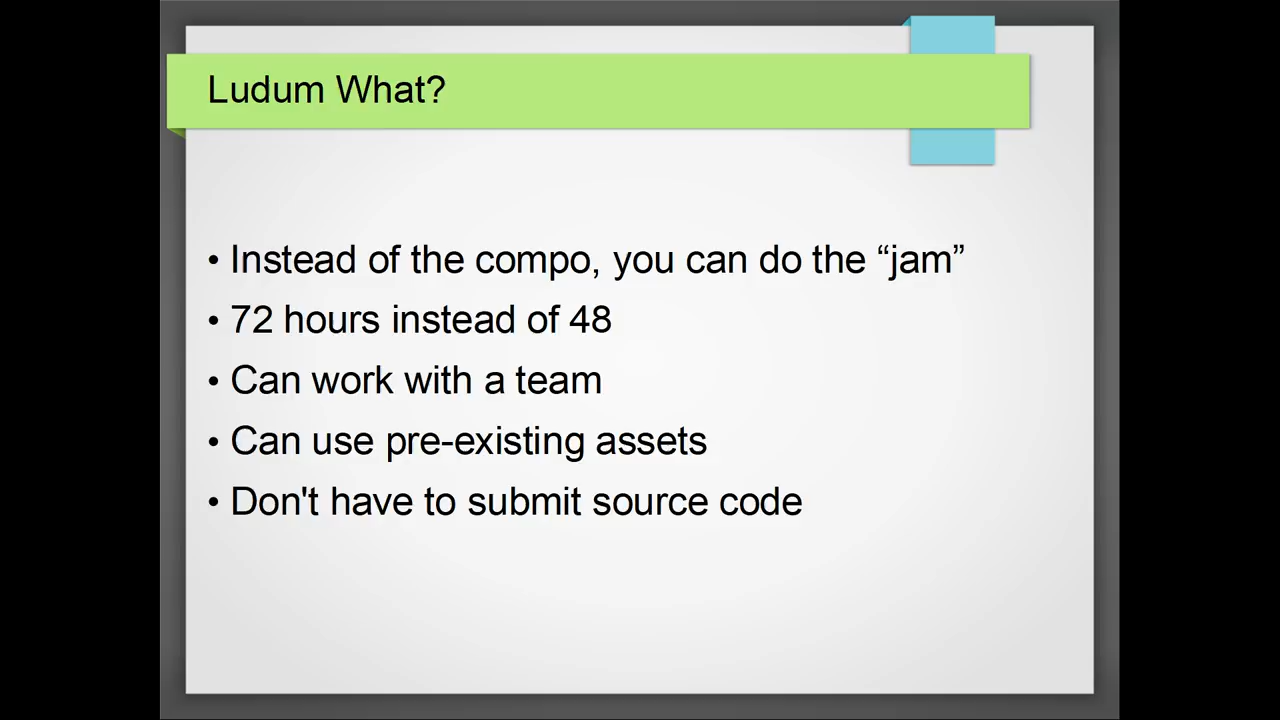 Ludum What?
• Instead of the compo, you can do the “jam”
• 72 hours instead of 48
• Can work with a team
• Can use pre-existing assets
• Don't have to submit source code